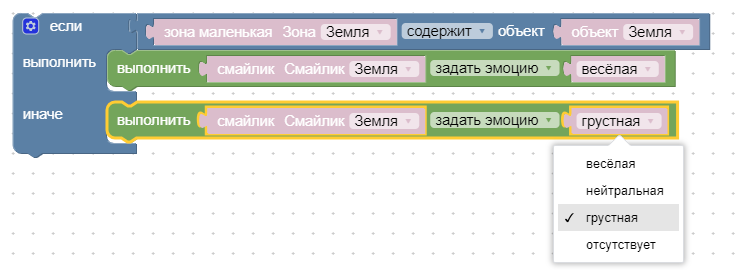 если зона маленькая Зона Земля содержит объект объект Земля
выполнить выполнить смайлик Смайлик Земля задать эмоцию весёлая
иначе выполнить смайлик Смайлик Земля задать эмоцию грустная
весёлая
нейтральная
✓ грустная
отсутствует